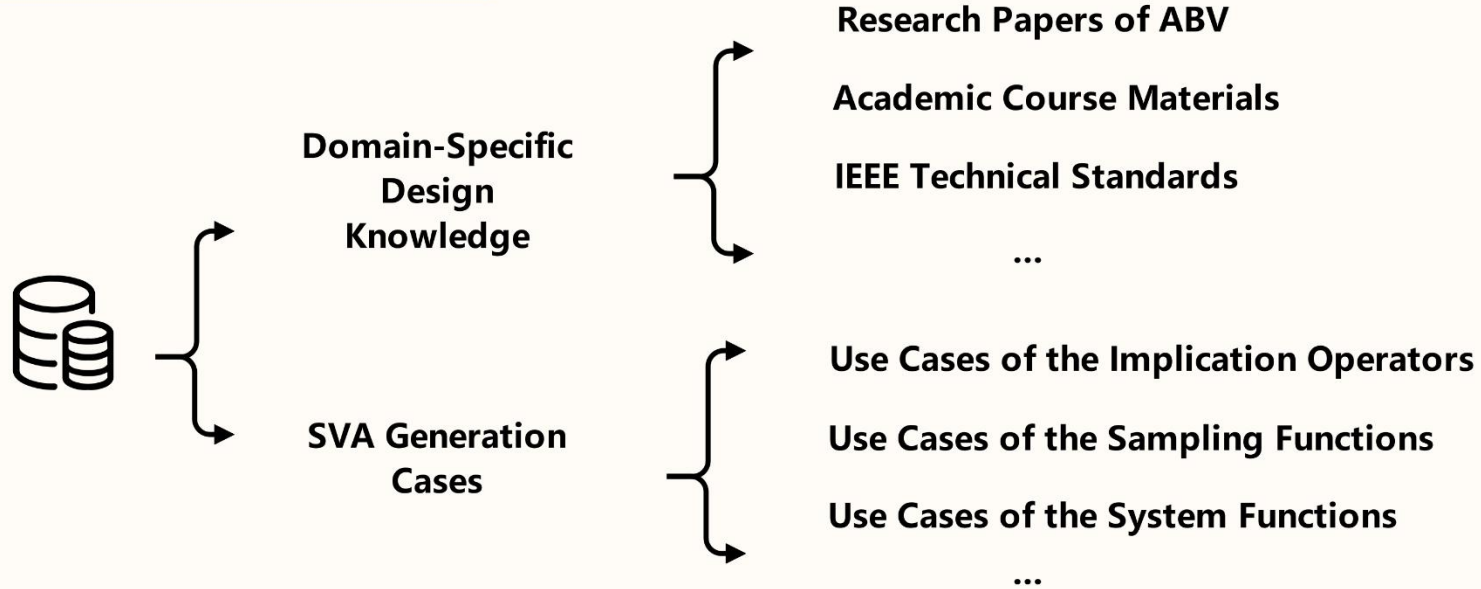 Research Papers of ABV
Academic Course Materials
Domain-Specific
Design
Knowledge
IEEE Technical Standards
...
Use Cases of the Implication Operators
SVA Generation
Cases
Use Cases of the Sampling Functions
Use Cases of the System Functions
...